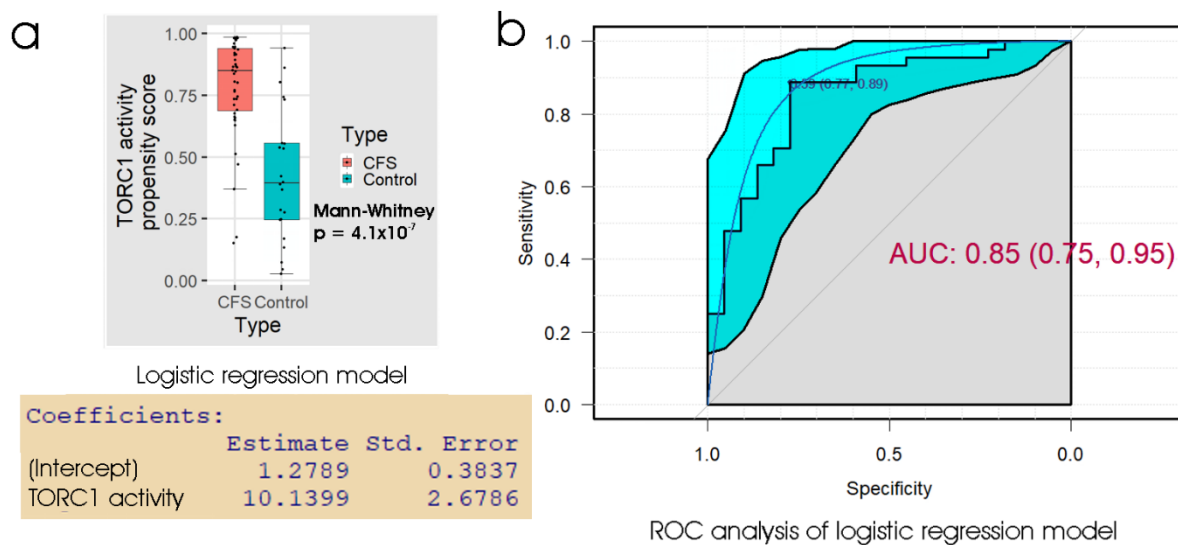 a
TORC1 activity
propensity score
1.00
0.75
0.50
0.25
0.00
CFS Control
Type
Type
CFS
Control
Mann-Whitney
p = 4.1x10⁻⁷
Logistic regression model
Coefficients:
Estimate Std. Error
(Intercept) 1.2789 0.3837
TORC1 activity 10.1399 2.6786
b
Sensitivity
1.0
0.8
0.6
0.4
0.2
0.0
(0.77, 0.89)
AUC: 0.85 (0.75, 0.95)
1.0 0.5 0.0
Specificity
ROC analysis of logistic regression model